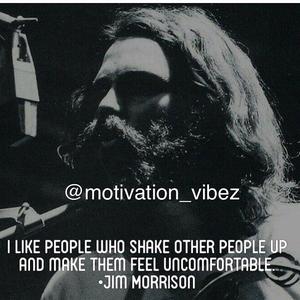 @motivation_vibez
I LIKE PEOPLE WHO SHAKE OTHER PEOPLE UP
AND MAKE THEM FEEL UNCOMFORTABLE.
•JIM MORRISON